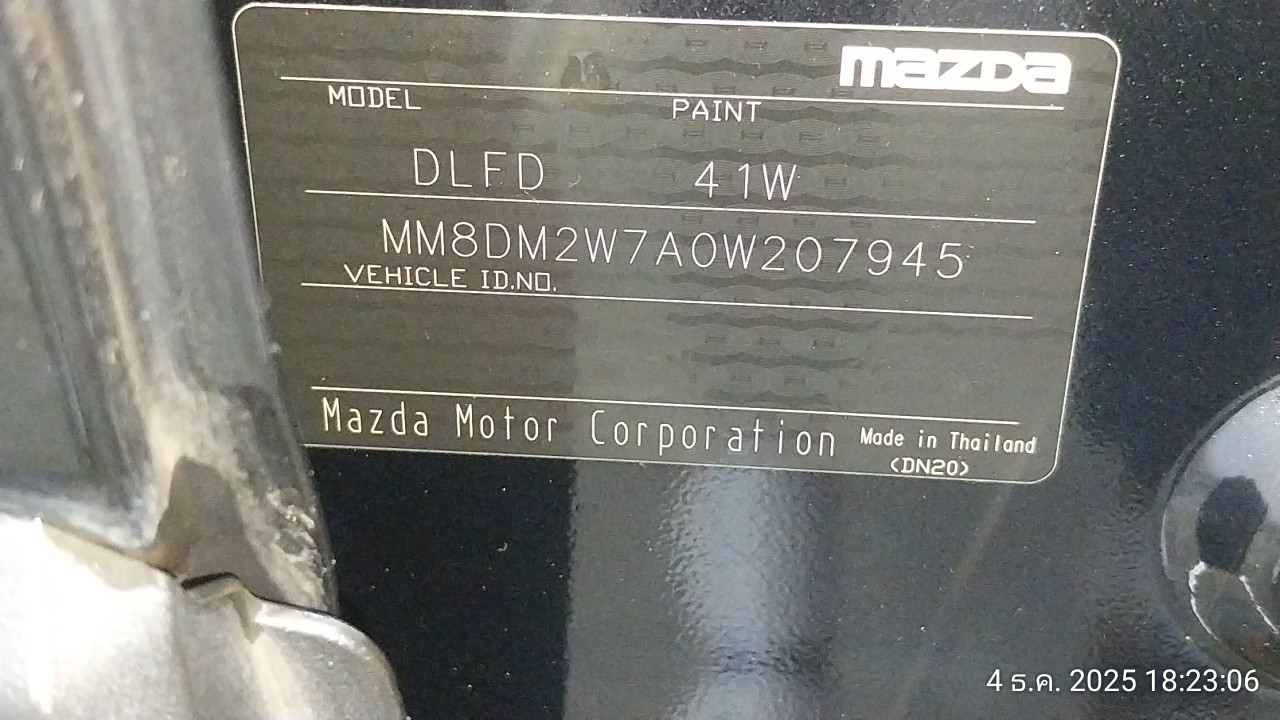 mazda
MODEL PAINT
DLFD 41W
MM8DM2W7A0W207945
VEHICLE ID.NO.
Mazda Motor Corporation Made in Thailand
(DN20)
4 ธ.ค. 2025 18:23:06